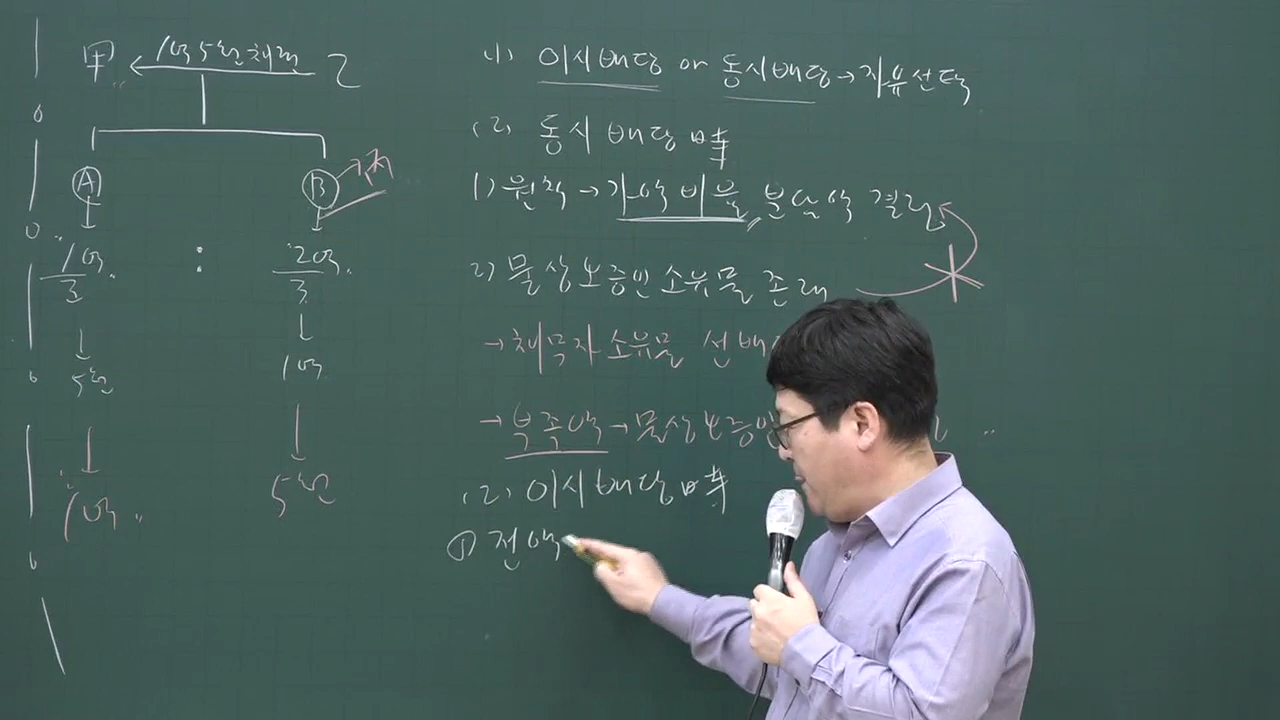 甲 ← 1억5천채권 乙
A B →
1억/3 : 2억/3
↓ ↓
5천 1억
↓ ↓
1억 5천
(1) 이시배당 or 동시배당→자유선택
(2) 동시배당 時
1) 원칙→가액비율 분담액 결정
2) 물상보증인 소유물 존재
→채무자 소유물 선배
→부족액→물상보증인
(2) 이시배당 時
① 전액